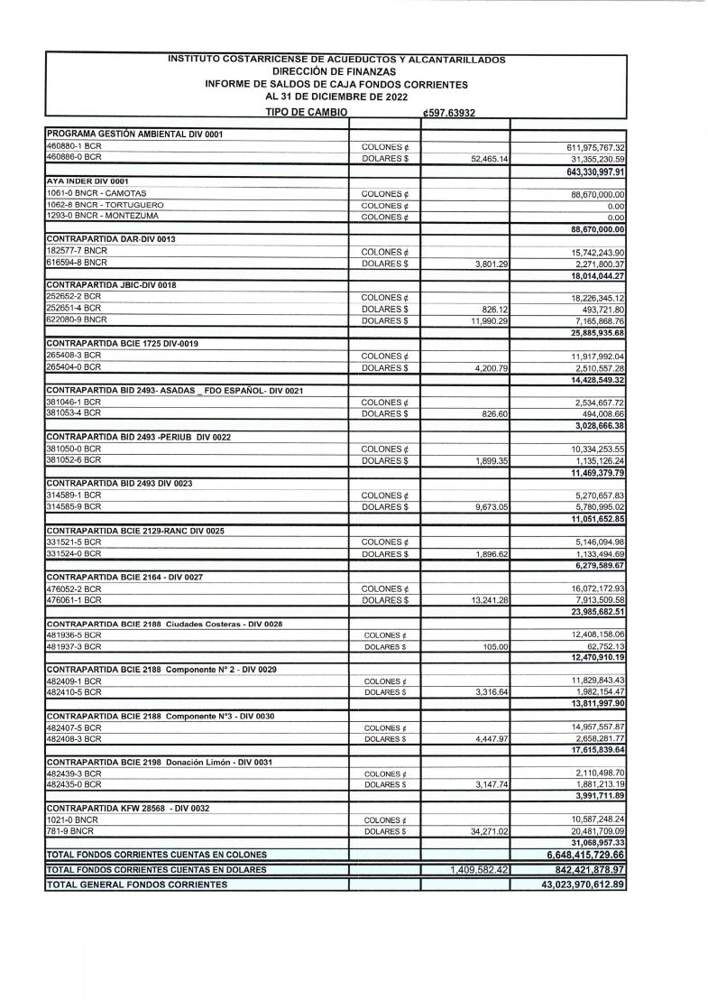 INSTITUTO COSTARRICENSE DE ACUEDUCTOS Y ALCANTARILLADOS
DIRECCIÓN DE FINANZAS
INFORME DE SALDOS DE CAJA FONDOS CORRIENTES
AL 31 DE DICIEMBRE DE 2022
TIPO DE CAMBIO ¢597.63932
PROGRAMA GESTIÓN AMBIENTAL DIV 0001
460880-1 BCR COLONES ¢ 611,975,767.32
460886-0 BCR DOLARES $ 52,465.14 31,355,230.59
643,330,997.91
AYA INDER DIV 0001
1061-0 BNCR - CAMOTAS COLONES ¢ 88,670,000.00
1062-8 BNCR - TORTUGUERO COLONES ¢ 0.00
1293-0 BNCR - MONTEZUMA COLONES ¢ 0.00
88,670,000.00
CONTRAPARTIDA DAR-DIV 0013
182577-7 BNCR COLONES ¢ 15,742,243.90
616594-8 BNCR DOLARES $ 3,801.29 2,271,800.37
18,014,044.27
CONTRAPARTIDA JBIC-DIV 0018
252652-2 BCR COLONES ¢ 18,226,345.12
252651-4 BCR DOLARES $ 826.12 493,721.80
622080-9 BNCR DOLARES $ 11,990.29 7,165,868.76
25,885,935.68
CONTRAPARTIDA BCIE 1725 DIV-0019
265408-3 BCR COLONES ¢ 11,917,992.04
265404-0 BCR DOLARES $ 4,200.79 2,510,557.28
14,428,549.32
CONTRAPARTIDA BID 2493- ASADAS _ FDO ESPAÑOL- DIV 0021
381046-1 BCR COLONES ¢ 2,534,657.72
381053-4 BCR DOLARES $ 826.60 494,008.66
3,028,666.38
CONTRAPARTIDA BID 2493 -PERIUB DIV 0022
381050-0 BCR COLONES ¢ 10,334,253.55
381052-6 BCR DOLARES $ 1,899.35 1,135,126.24
11,469,379.79
CONTRAPARTIDA BID 2493 DIV 0023
314589-1 BCR COLONES ¢ 5,270,657.83
314585-9 BCR DOLARES $ 9,673.05 5,780,995.02
11,051,652.85
CONTRAPARTIDA BCIE 2129-RANC DIV 0025
331521-5 BCR COLONES ¢ 5,146,094.98
331524-0 BCR DOLARES $ 1,896.62 1,133,494.69
6,279,589.67
CONTRAPARTIDA BCIE 2164 - DIV 0027
476052-2 BCR COLONES ¢ 16,072,172.93
476061-1 BCR DOLARES $ 13,241.28 7,913,509.58
23,985,682.51
CONTRAPARTIDA BCIE 2188 Ciudades Costeras - DIV 0028
481936-5 BCR COLONES ¢ 12,408,158.06
481937-3 BCR DOLARES $ 105.00 62,752.13
12,470,910.19
CONTRAPARTIDA BCIE 2188 Componente N° 2 - DIV 0029
482409-1 BCR COLONES ¢ 11,829,843.43
482410-5 BCR DOLARES $ 3,316.64 1,982,154.47
13,811,997.90
CONTRAPARTIDA BCIE 2188 Componente N°3 - DIV 0030
482407-5 BCR COLONES ¢ 14,957,557.87
482408-3 BCR DOLARES $ 4,447.97 2,658,281.77
17,615,839.64
CONTRAPARTIDA BCIE 2198 Donación Limón - DIV 0031
482439-3 BCR COLONES ¢ 2,110,498.70
482435-0 BCR DOLARES $ 3,147.74 1,881,213.19
3,991,711.89
CONTRAPARTIDA KFW 28568 - DIV 0032
1021-0 BNCR COLONES ¢ 10,587,248.24
781-9 BNCR DOLARES $ 34,271.02 20,481,709.09
31,068,957.33
TOTAL FONDOS CORRIENTES CUENTAS EN COLONES 6,648,415,729.66
TOTAL FONDOS CORRIENTES CUENTAS EN DOLARES 1,409,582.42 842,421,878.97
TOTAL GENERAL FONDOS CORRIENTES 43,023,970,612.89